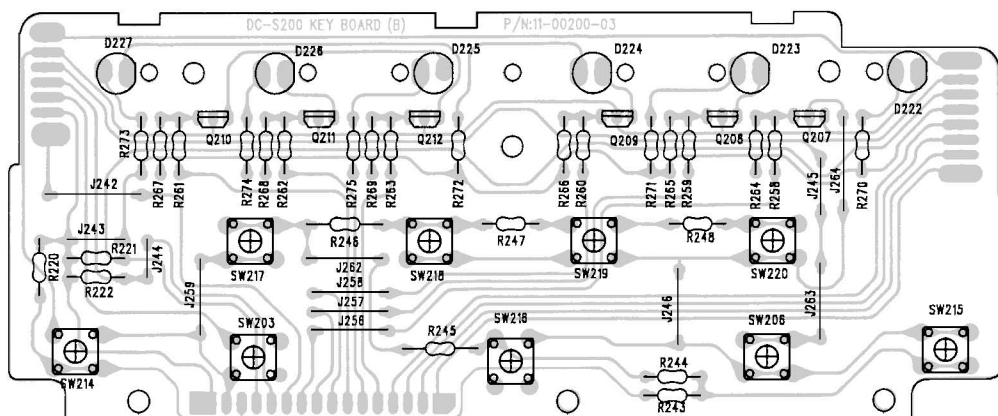 DC-S200 KEY BOARD (B) P/N:11-00200-03
D227 D226 D225 D224 D223 D222
Q210 Q211 Q212 Q209 Q208 Q207
R273 R267 R261 R274 R268 R262 R275 R269 R263 R272 R266 R260 R271 R265 R259 R264 R258 J245 J264 R270
J242
J243 R221 R246 R247 R248
R220 J244 R222 SW217 J262 SW218 SW219 SW220
J259 J258 J246 J263
J257
J256
SW203 R245 SW216 SW206 SW215
SW214 R244
R243